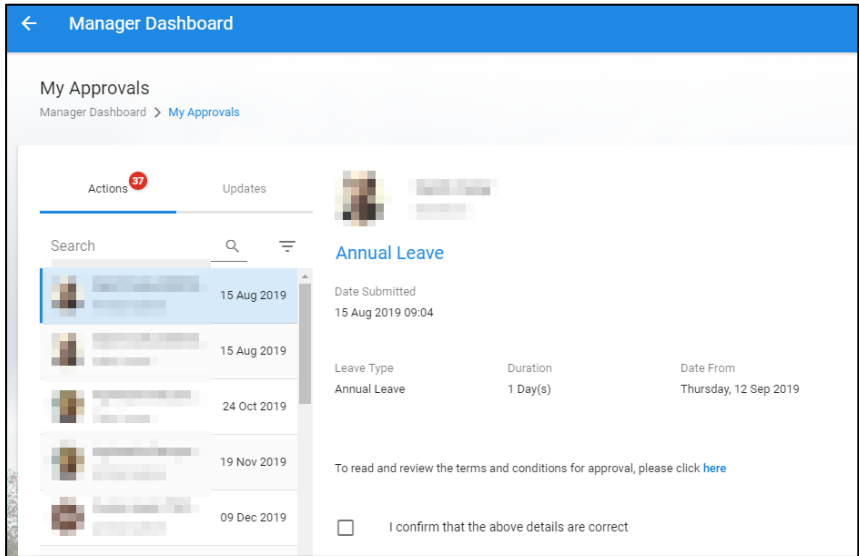 Manager Dashboard
My Approvals
Manager Dashboard > My Approvals
Actions 37
Updates
Search
15 Aug 2019
15 Aug 2019
24 Oct 2019
19 Nov 2019
09 Dec 2019
Annual Leave
Date Submitted
15 Aug 2019 09:04
Leave Type Duration Date From
Annual Leave 1 Day(s) Thursday, 12 Sep 2019
To read and review the terms and conditions for approval, please click here
I confirm that the above details are correct